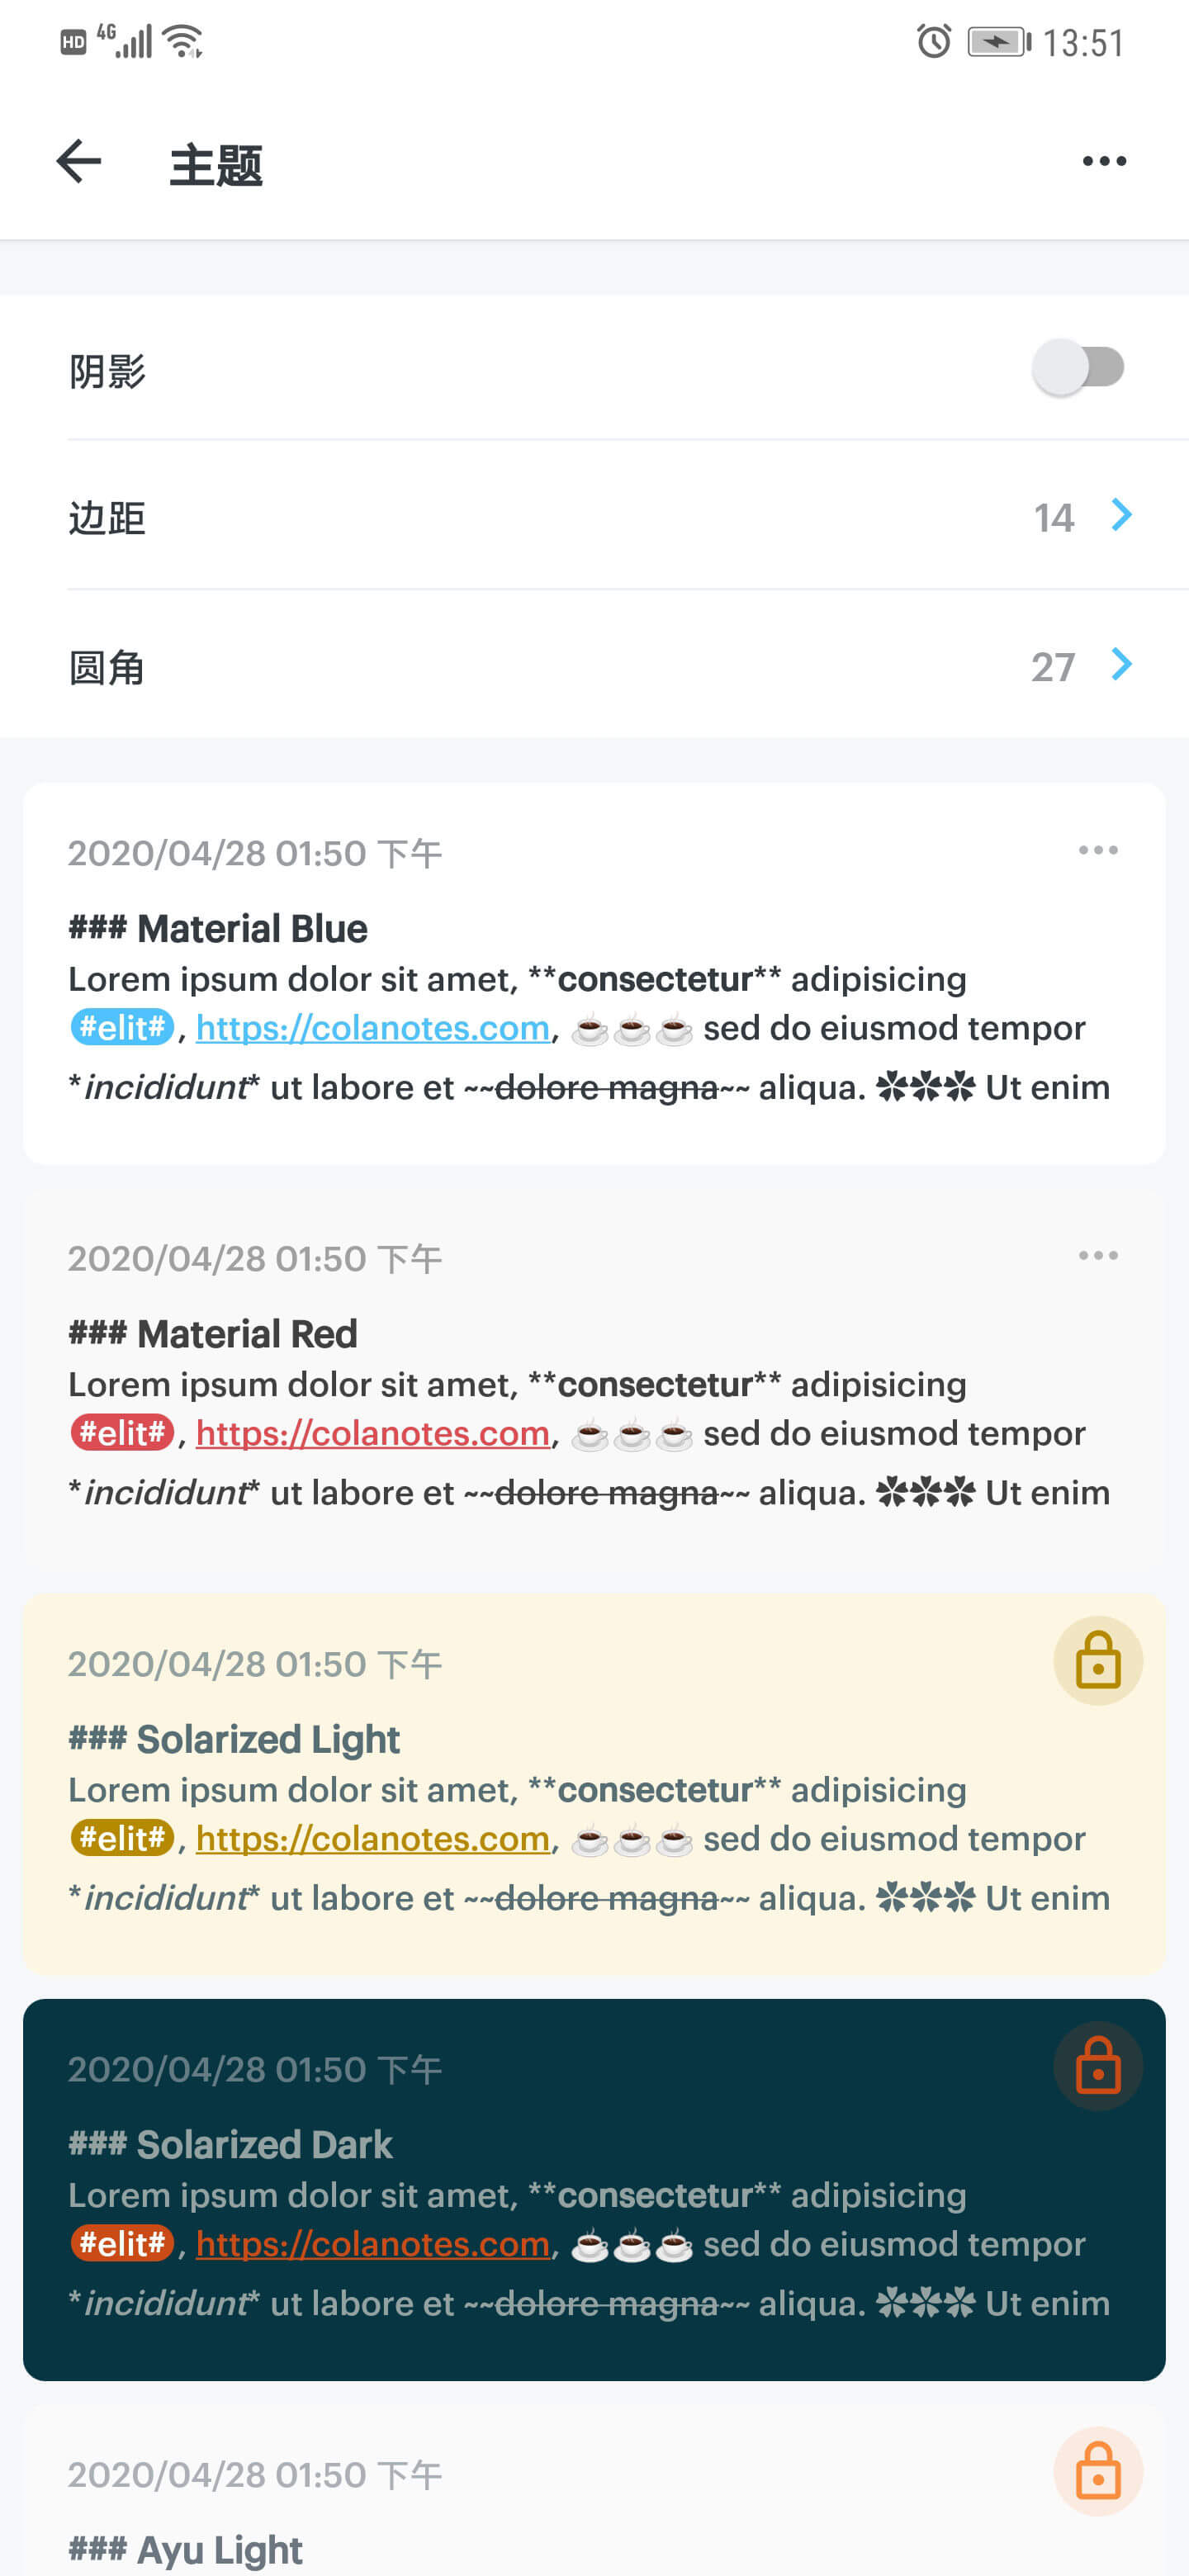 HD 4G 13:51
主题
阴影
边距 14
圆角 27
2020/04/28 01:50 下午
### Material Blue
Lorem ipsum dolor sit amet, **consectetur** adipisicing
#elit#, https://colanotes.com, ☕☕☕ sed do eiusmod tempor
*incididunt* ut labore et ~~dolore magna~~ aliqua. ✿✿✿ Ut enim
2020/04/28 01:50 下午
### Material Red
Lorem ipsum dolor sit amet, **consectetur** adipisicing
#elit#, https://colanotes.com, ☕☕☕ sed do eiusmod tempor
*incididunt* ut labore et ~~dolore magna~~ aliqua. ✿✿✿ Ut enim
2020/04/28 01:50 下午
### Solarized Light
Lorem ipsum dolor sit amet, **consectetur** adipisicing
#elit#, https://colanotes.com, ☕☕☕ sed do eiusmod tempor
*incididunt* ut labore et ~~dolore magna~~ aliqua. ✿✿✿ Ut enim
2020/04/28 01:50 下午
### Solarized Dark
Lorem ipsum dolor sit amet, **consectetur** adipisicing
#elit#, https://colanotes.com, ☕☕☕ sed do eiusmod tempor
*incididunt* ut labore et ~~dolore magna~~ aliqua. ✿✿✿ Ut enim
2020/04/28 01:50 下午
### Ayu Light